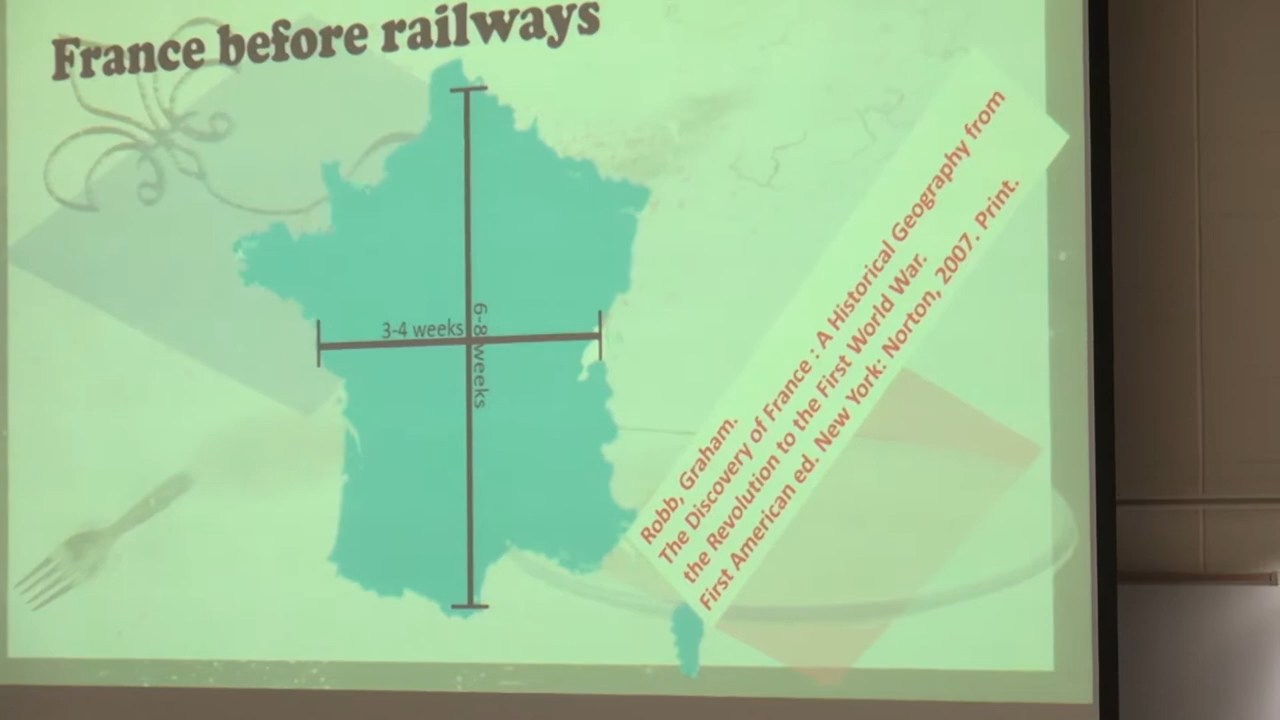 France before railways
3-4 weeks
6-8 weeks
Robb, Graham.
The Discovery of France : A Historical Geography from
the Revolution to the First World War.
First American ed. New York: Norton, 2007. Print.